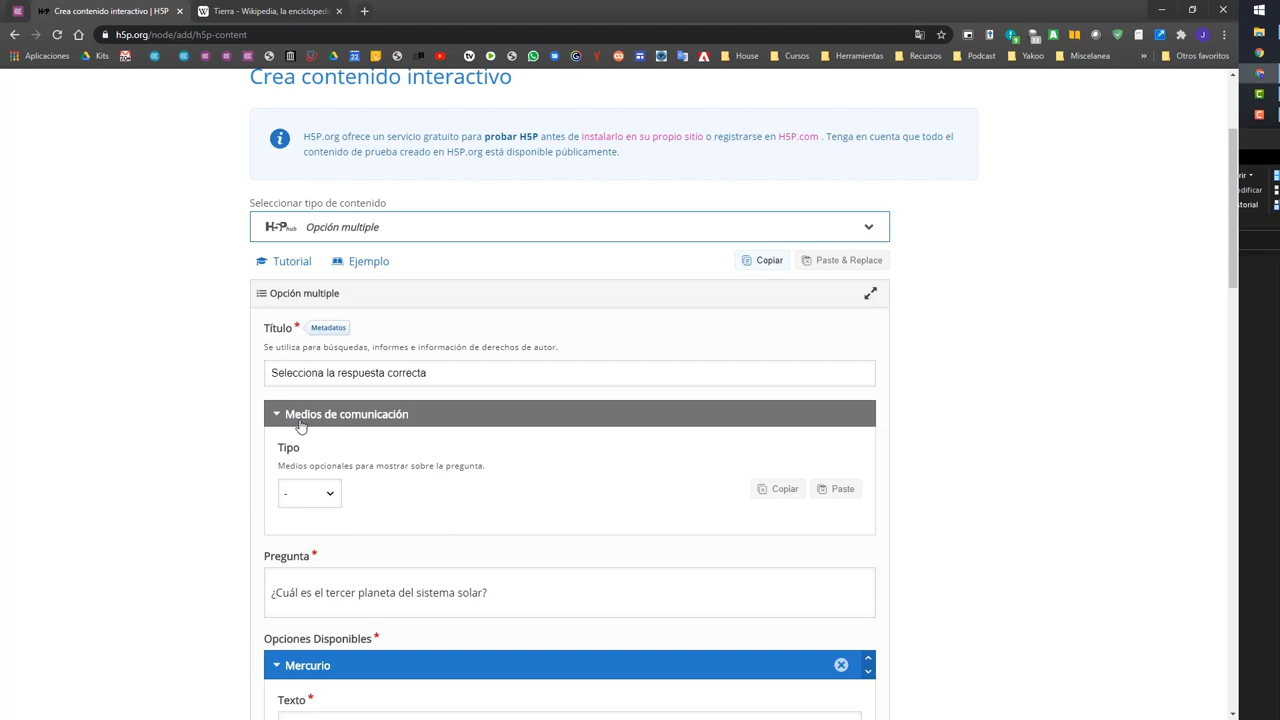 Crea contenido interactivo | H5P
Tierra - Wikipedia, la encicloped
h5p.org/node/add/h5p-content
Aplicaciones
Kits
House
Cursos
Herramientas
Recursos
Podcast
Yakoo
Miscelanea
»
Otros favoritos
Crea contenido interactivo
H5P.org ofrece un servicio gratuito para probar H5P antes de instalarlo en su propio sitio o registrarse en H5P.com . Tenga en cuenta que todo el
contenido de prueba creado en H5P.org está disponible públicamente.
Seleccionar tipo de contenido
H5P hub Opción multiple
Tutorial
Ejemplo
Copiar
Paste & Replace
Opción multiple
Título *
Metadatos
Se utiliza para búsquedas, informes e información de derechos de autor.
Selecciona la respuesta correcta
Medios de comunicación
Tipo
Medios opcionales para mostrar sobre la pregunta.
-
Copiar
Paste
Pregunta *
¿Cuál es el tercer planeta del sistema solar?
Opciones Disponibles *
Mercurio
Texto *